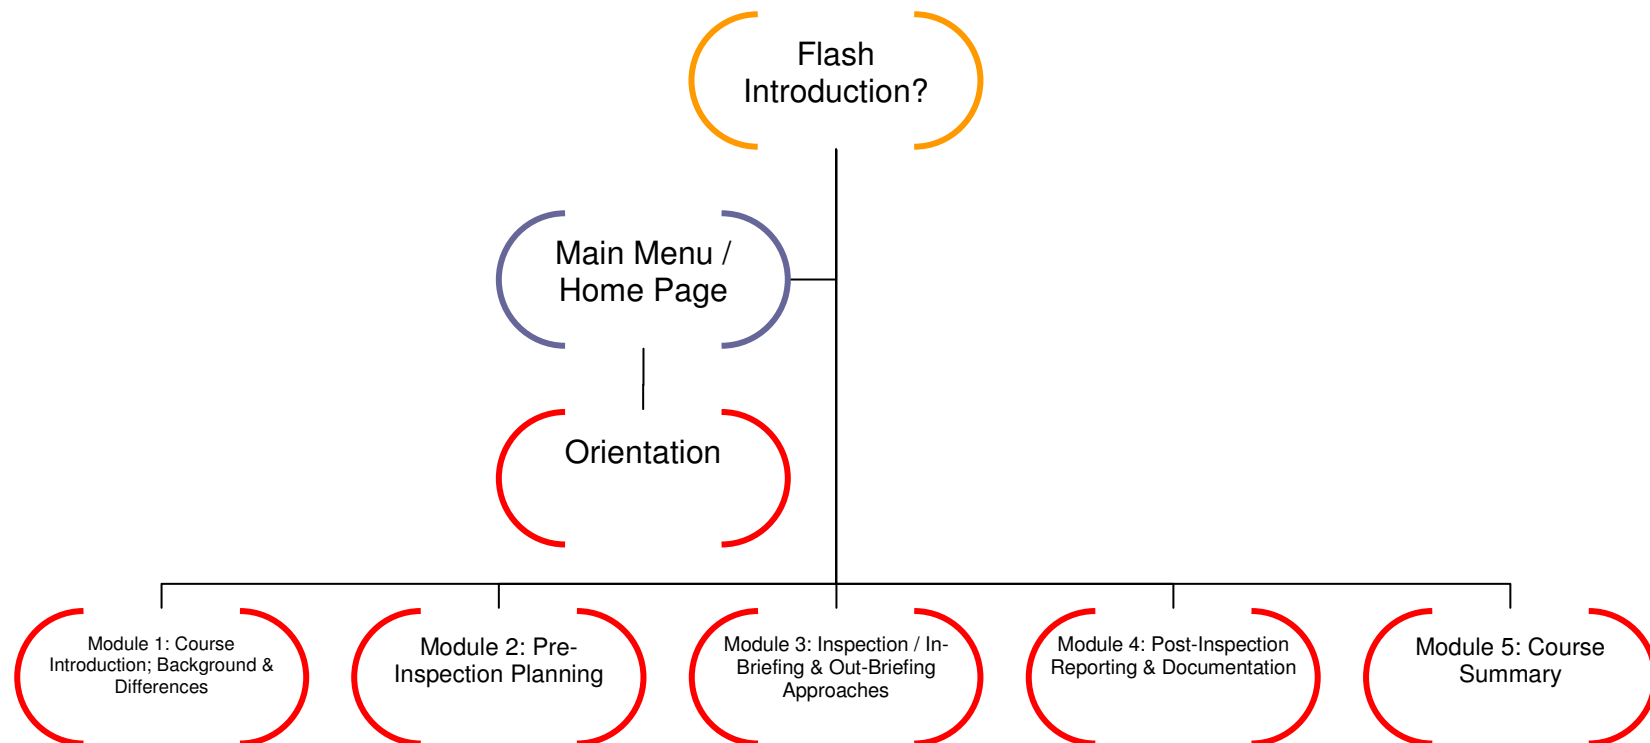 Flash
Introduction?
Main Menu /
Home Page
Orientation
Module 1: Course
Introduction; Background &
Differences
Module 2: Pre-
Inspection Planning
Module 3: Inspection / In-
Briefing & Out-Briefing
Approaches
Module 4: Post-Inspection
Reporting & Documentation
Module 5: Course
Summary